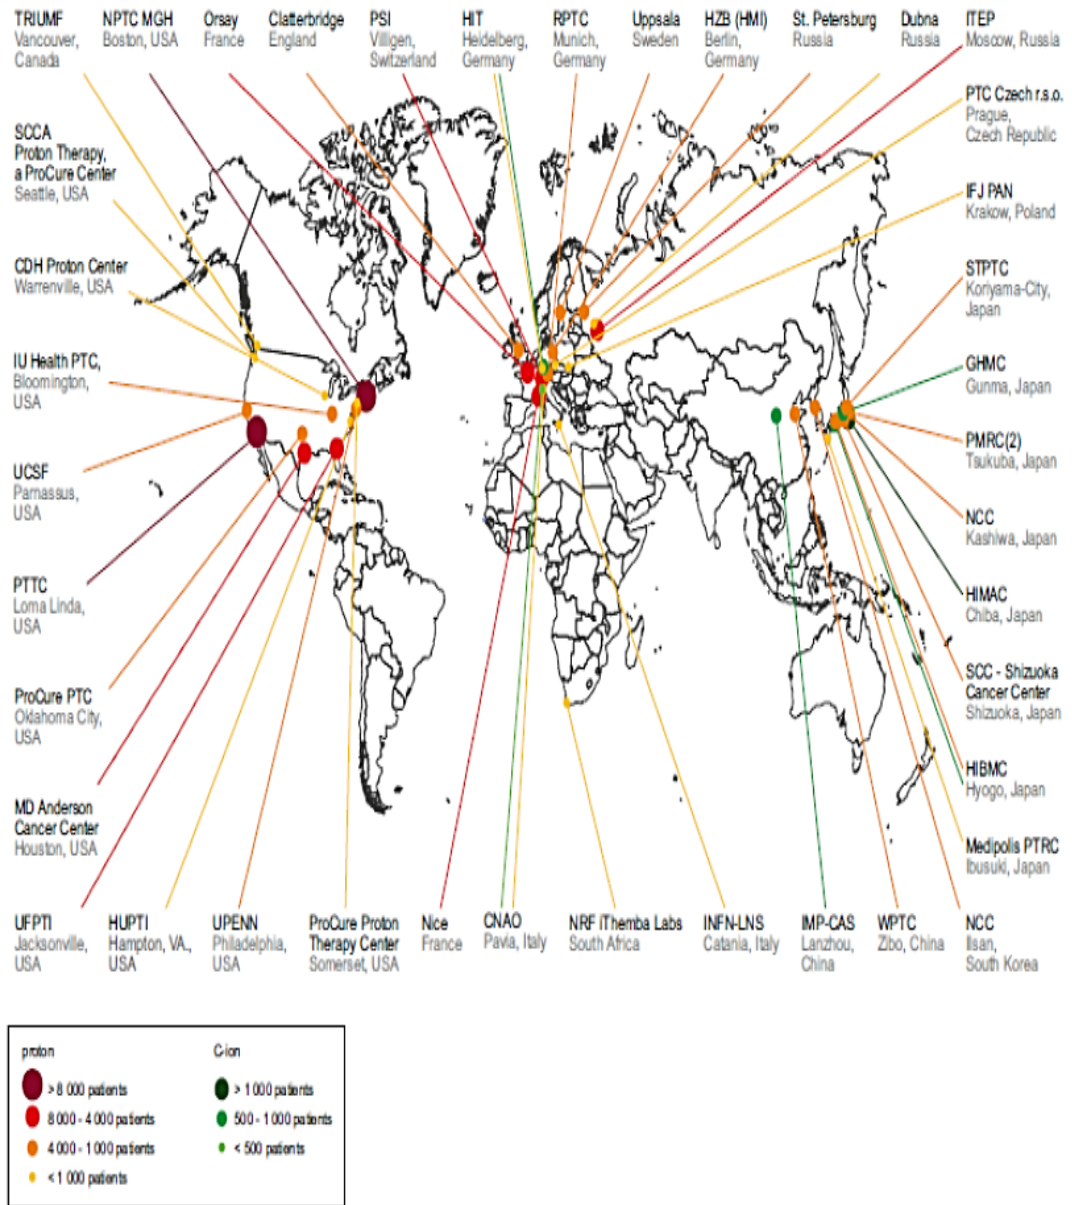 TRIUMF
Vancouver,
Canada
NPTC MGH
Boston, USA
Orsay
France
Clatterbridge
England
PSI
Villigen,
Switzerland
HIT
Heidelberg,
Germany
RPTC
Munich,
Germany
Uppsala
Sweden
HZB (HMI)
Berlin,
Germany
St. Petersburg
Russia
Dubna
Russia
ITEP
Moscow, Russia
PTC Czech r.s.o.
Prague,
Czech Republic
IFJ PAN
Krakow, Poland
STPTC
Koriyama-City,
Japan
GHMC
Gunma, Japan
PMRC(2)
Tsukuba, Japan
NCC
Kashiwa, Japan
HIMAC
Chiba, Japan
SCC - Shizuoka
Cancer Center
Shizuoka, Japan
HIBMC
Hyogo, Japan
Medipolis PTRC
Ibusuki, Japan
SCCA
Proton Therapy,
a ProCure Center
Seattle, USA
CDH Proton Center
Warrenville, USA
IU Health PTC,
Bloomington,
USA
UCSF
Parnassus,
USA
PTTC
Loma Linda,
USA
ProCure PTC
Oklahoma City,
USA
MD Anderson
Cancer Center
Houston, USA
UFPTI
Jacksonville,
USA
HUPTI
Hampton, VA.,
USA
UPENN
Philadelphia,
USA
ProCure Proton
Therapy Center
Somerset, USA
Nice
France
CNAO
Pavia, Italy
NRF iThemba Labs
South Africa
INFN-LNS
Catania, Italy
IMP-CAS
Lanzhou,
China
WPTC
Zibo, China
NCC
Ilsan,
South Korea
proton
> 8 000 patients
8 000 - 4 000 patients
4 000 - 1 000 patients
< 1 000 patients
C-ion
> 1 000 patients
500 - 1 000 patients
< 500 patients